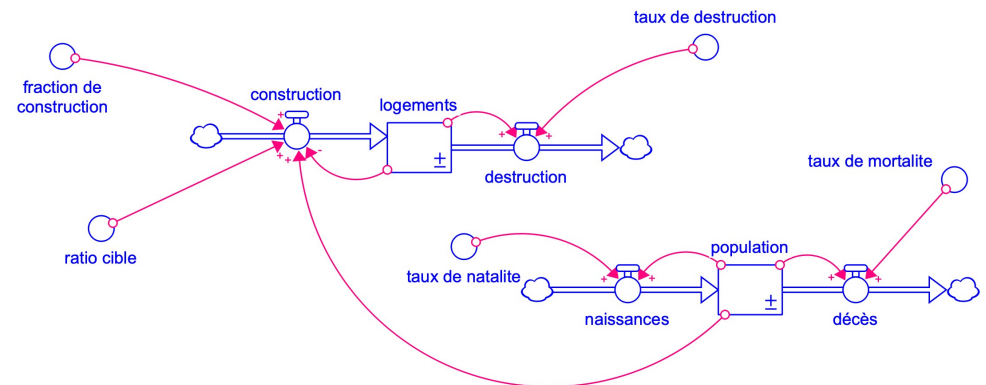 taux de destruction
fraction de
construction
construction
logements
+
+
+
+
-
+
+
±
destruction
taux de mortalite
ratio cible
population
taux de natalite
+
+
+
+
±
naissances
décès